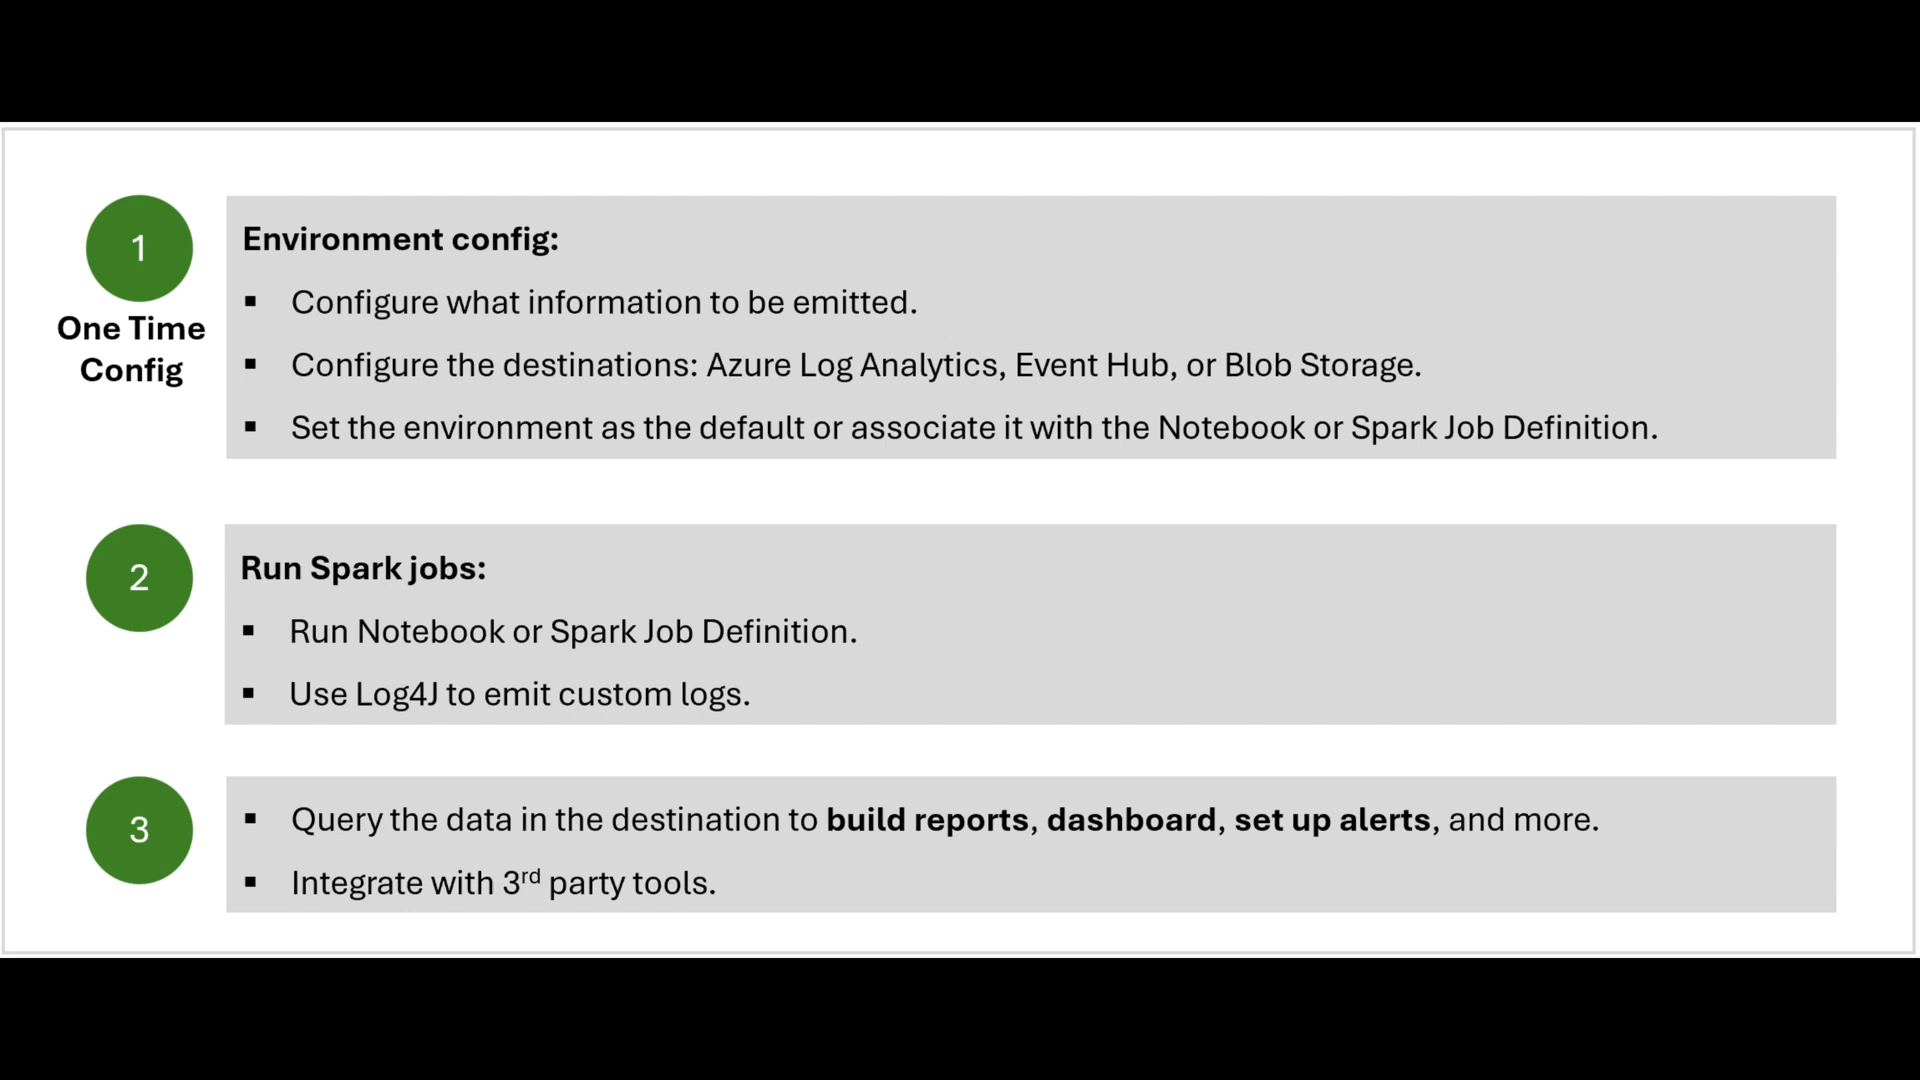 1
One Time
Config
Environment config:
▪ Configure what information to be emitted.
▪ Configure the destinations: Azure Log Analytics, Event Hub, or Blob Storage.
▪ Set the environment as the default or associate it with the Notebook or Spark Job Definition.
2
Run Spark jobs:
▪ Run Notebook or Spark Job Definition.
▪ Use Log4J to emit custom logs.
3
▪ Query the data in the destination to build reports, dashboard, set up alerts, and more.
▪ Integrate with 3rd party tools.